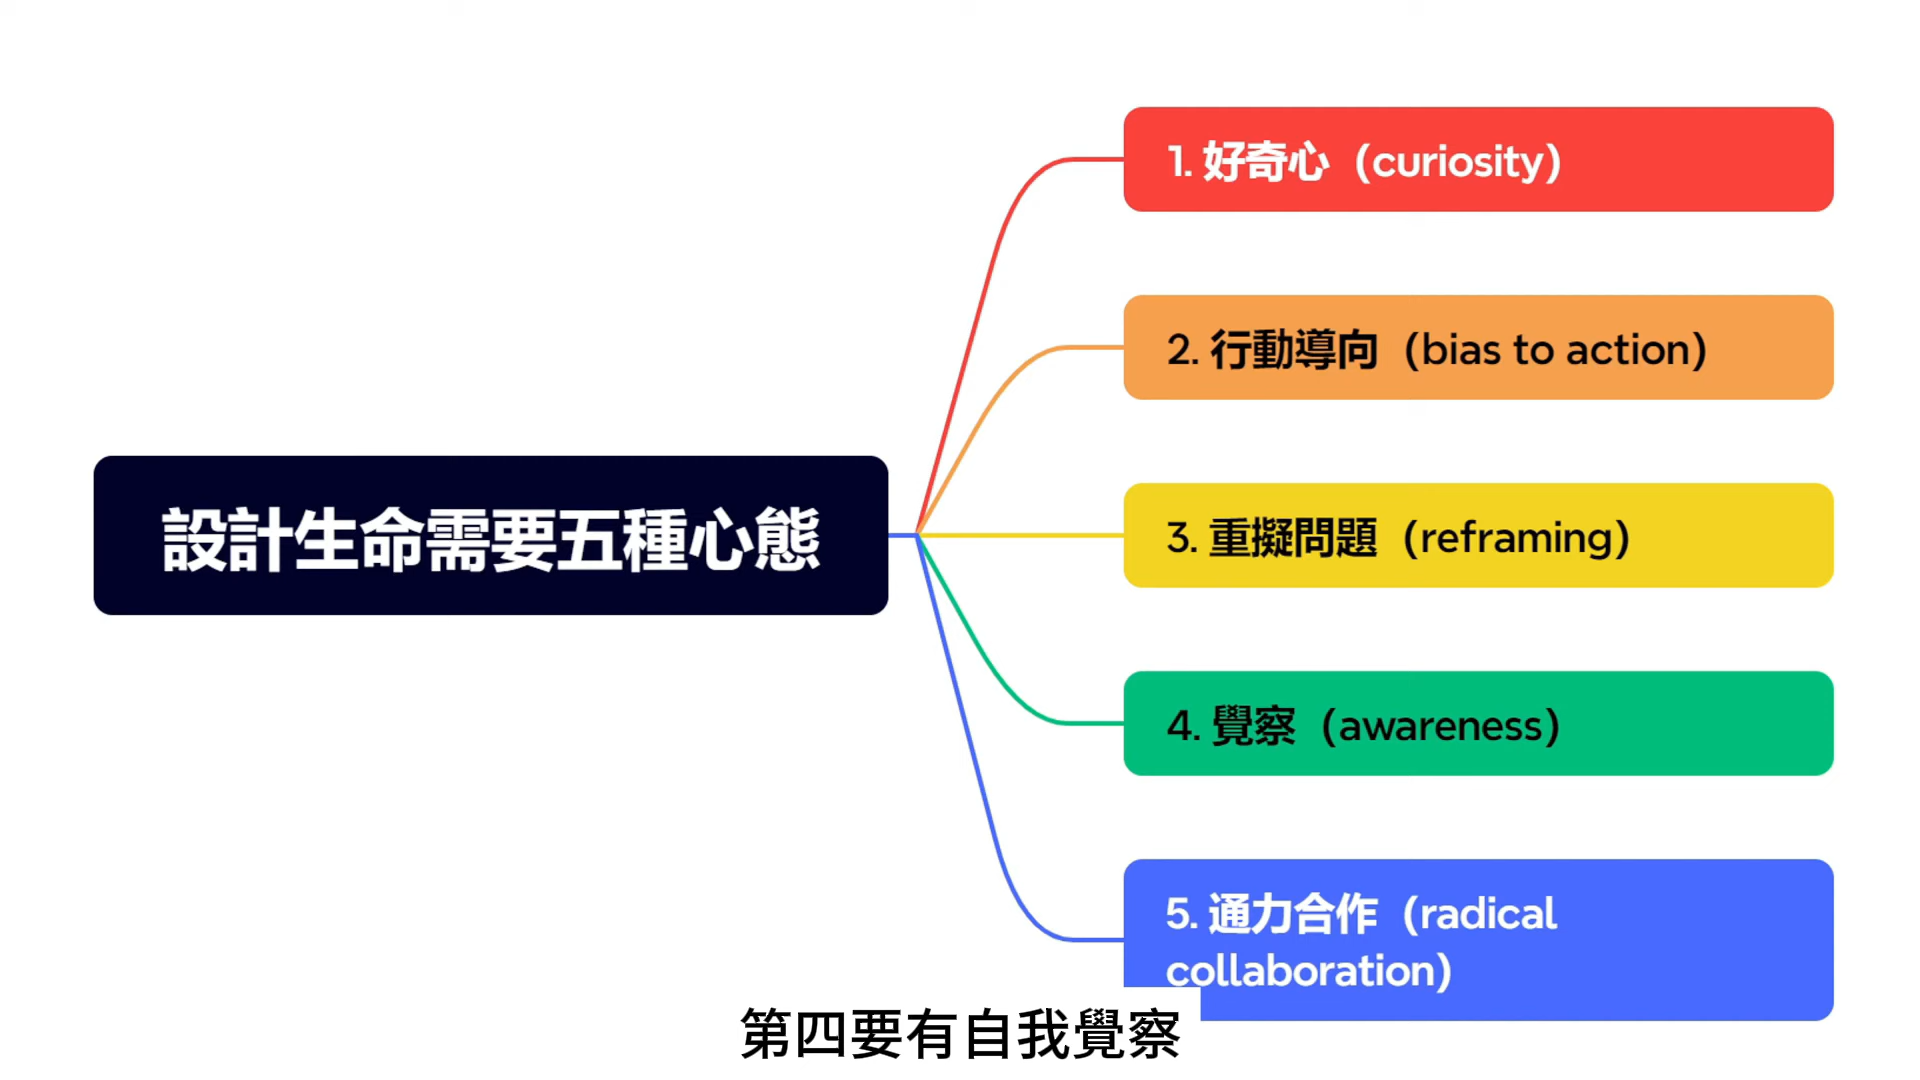 設計生命需要五種心態
1. 好奇心（curiosity）
2. 行動導向（bias to action）
3. 重擬問題（reframing）
4. 覺察（awareness）
5. 通力合作（radical
collaboration）
第四要有自我覺察